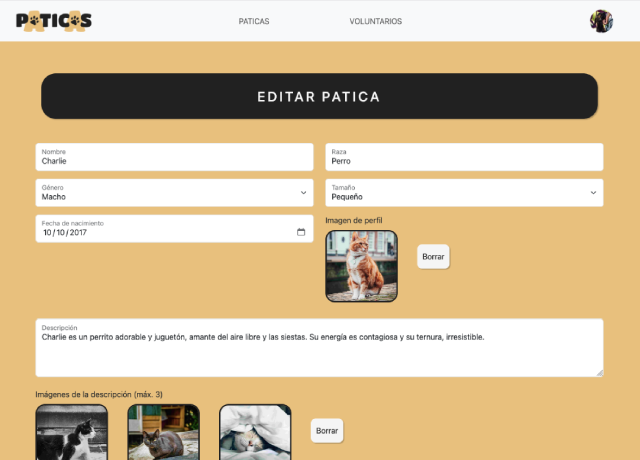 PATICAS
PATICAS VOLUNTARIOS
EDITAR PATICA
Nombre
Charlie
Raza
Perro
Género
Macho
Tamaño
Pequeño
Fecha de nacimiento
10/10/2017
Imagen de perfil
Borrar
Descripción
Charlie es un perrito adorable y juguetón, amante del aire libre y las siestas. Su energía es contagiosa y su ternura, irresistible.
Imágenes de la descripción (máx. 3)
Borrar